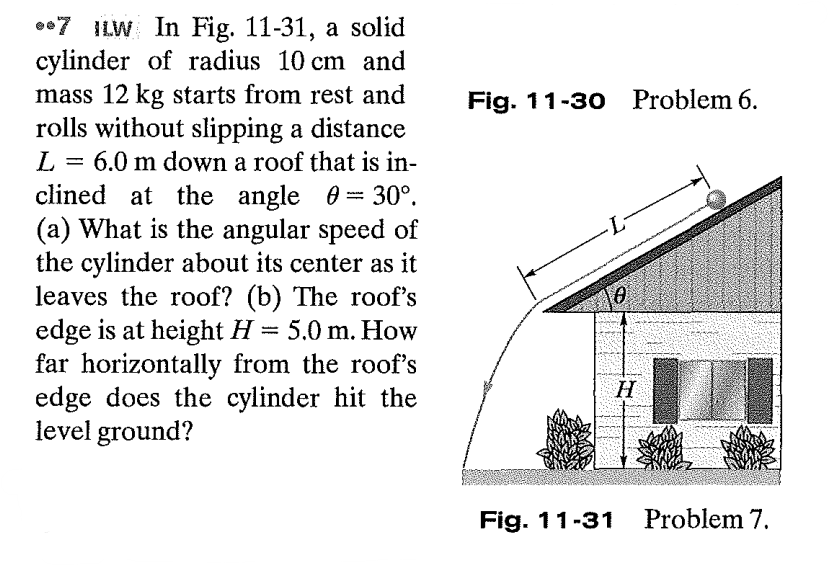 ••7 ILW In Fig. 11-31, a solid
cylinder of radius 10 cm and
mass 12 kg starts from rest and
rolls without slipping a distance
L = 6.0 m down a roof that is in-
clined at the angle θ = 30°.
(a) What is the angular speed of
the cylinder about its center as it
leaves the roof? (b) The roof's
edge is at height H = 5.0 m. How
far horizontally from the roof's
edge does the cylinder hit the
level ground?
Fig. 11-30 Problem 6.
L
θ
H
Fig. 11-31 Problem 7.